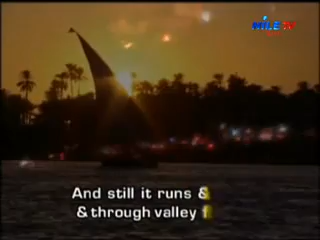 NILE TV
And still it runs &
& through valley f